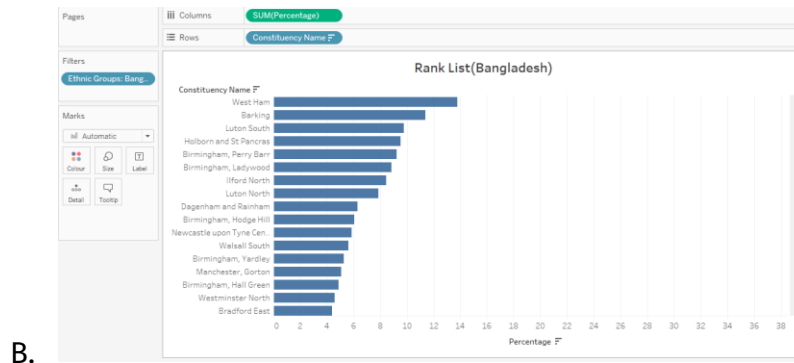 Pages
Columns
SUM(Percentage)
Rows
Constituency Name
Filters
Ethnic Groups: Bang..
Marks
Automatic
Colour
Size
Label
Detail
Tooltip
Rank List(Bangladesh)
Constituency Name
West Ham
Barking
Luton South
Holborn and St Pancras
Birmingham, Perry Barr
Birmingham, Ladywood
Ilford North
Luton North
Dagenham and Rainham
Birmingham, Hodge Hill
Newcastle upon Tyne Cen..
Walsall South
Birmingham, Yardley
Manchester, Gorton
Birmingham, Hall Green
Westminster North
Bradford East
0 2 4 6 8 10 12 14 16 18 20 22 24 26 28 30 32 34 36 38
Percentage
B.